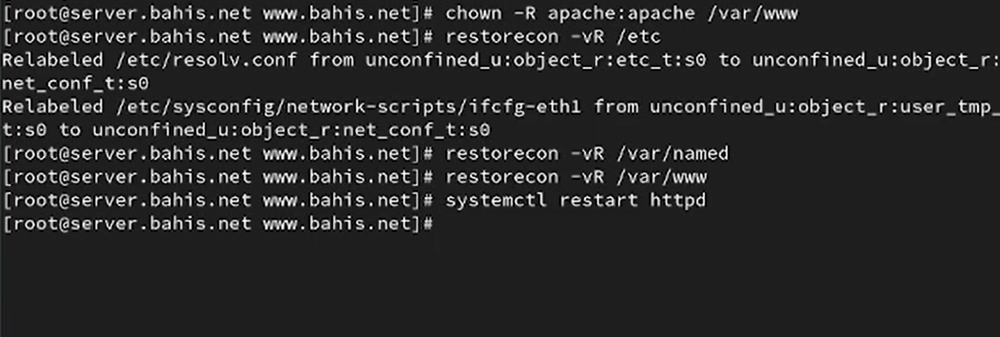 [root@server.bahis.net www.bahis.net]# chown -R apache:apache /var/www
[root@server.bahis.net www.bahis.net]# restorecon -vR /etc
Relabeled /etc/resolv.conf from unconfined_u:object_r:etc_t:s0 to unconfined_u:object_r:
net_conf_t:s0
Relabeled /etc/sysconfig/network-scripts/ifcfg-eth1 from unconfined_u:object_r:user_tmp_
t:s0 to unconfined_u:object_r:net_conf_t:s0
[root@server.bahis.net www.bahis.net]# restorecon -vR /var/named
[root@server.bahis.net www.bahis.net]# restorecon -vR /var/www
[root@server.bahis.net www.bahis.net]# systemctl restart httpd
[root@server.bahis.net www.bahis.net]#